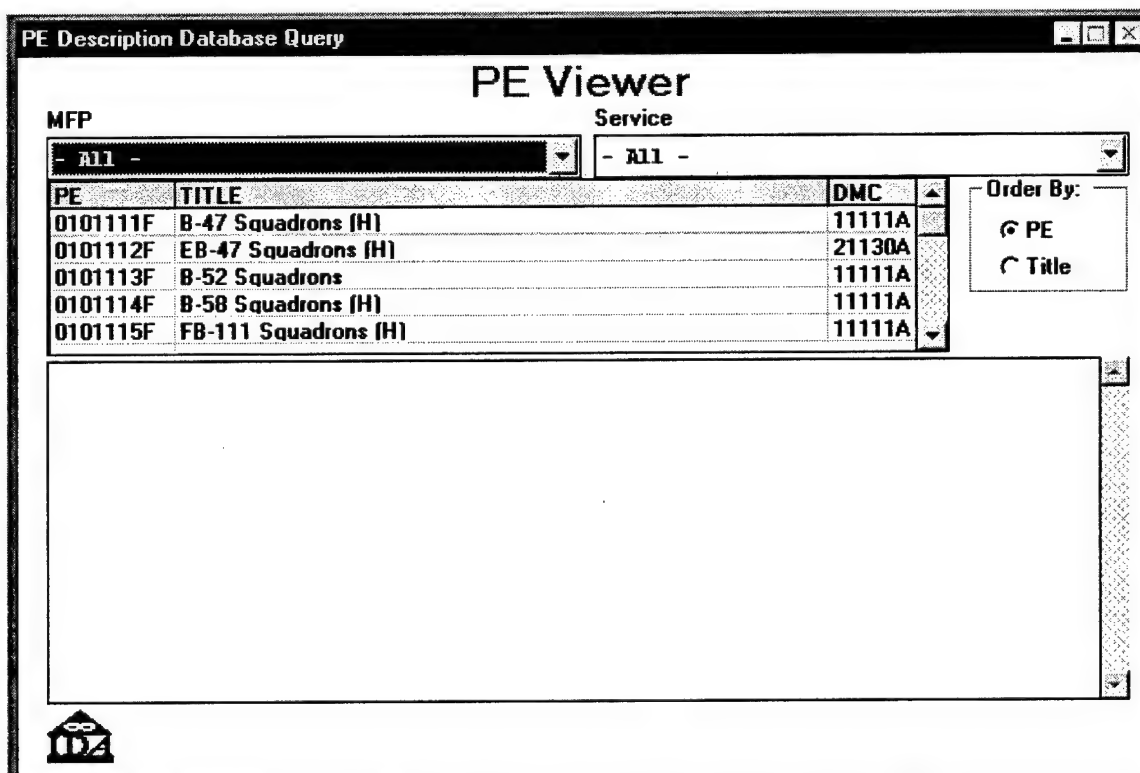 PE Description Database Query
PE Viewer
MFP Service
- All - - All -
PE TITLE DMC
0101111F B-47 Squadrons (H) 11111A
0101112F EB-47 Squadrons (H) 21130A
0101113F B-52 Squadrons 11111A
0101114F B-58 Squadrons (H) 11111A
0101115F FB-111 Squadrons (H) 11111A
Order By:
PE
Title
IDA